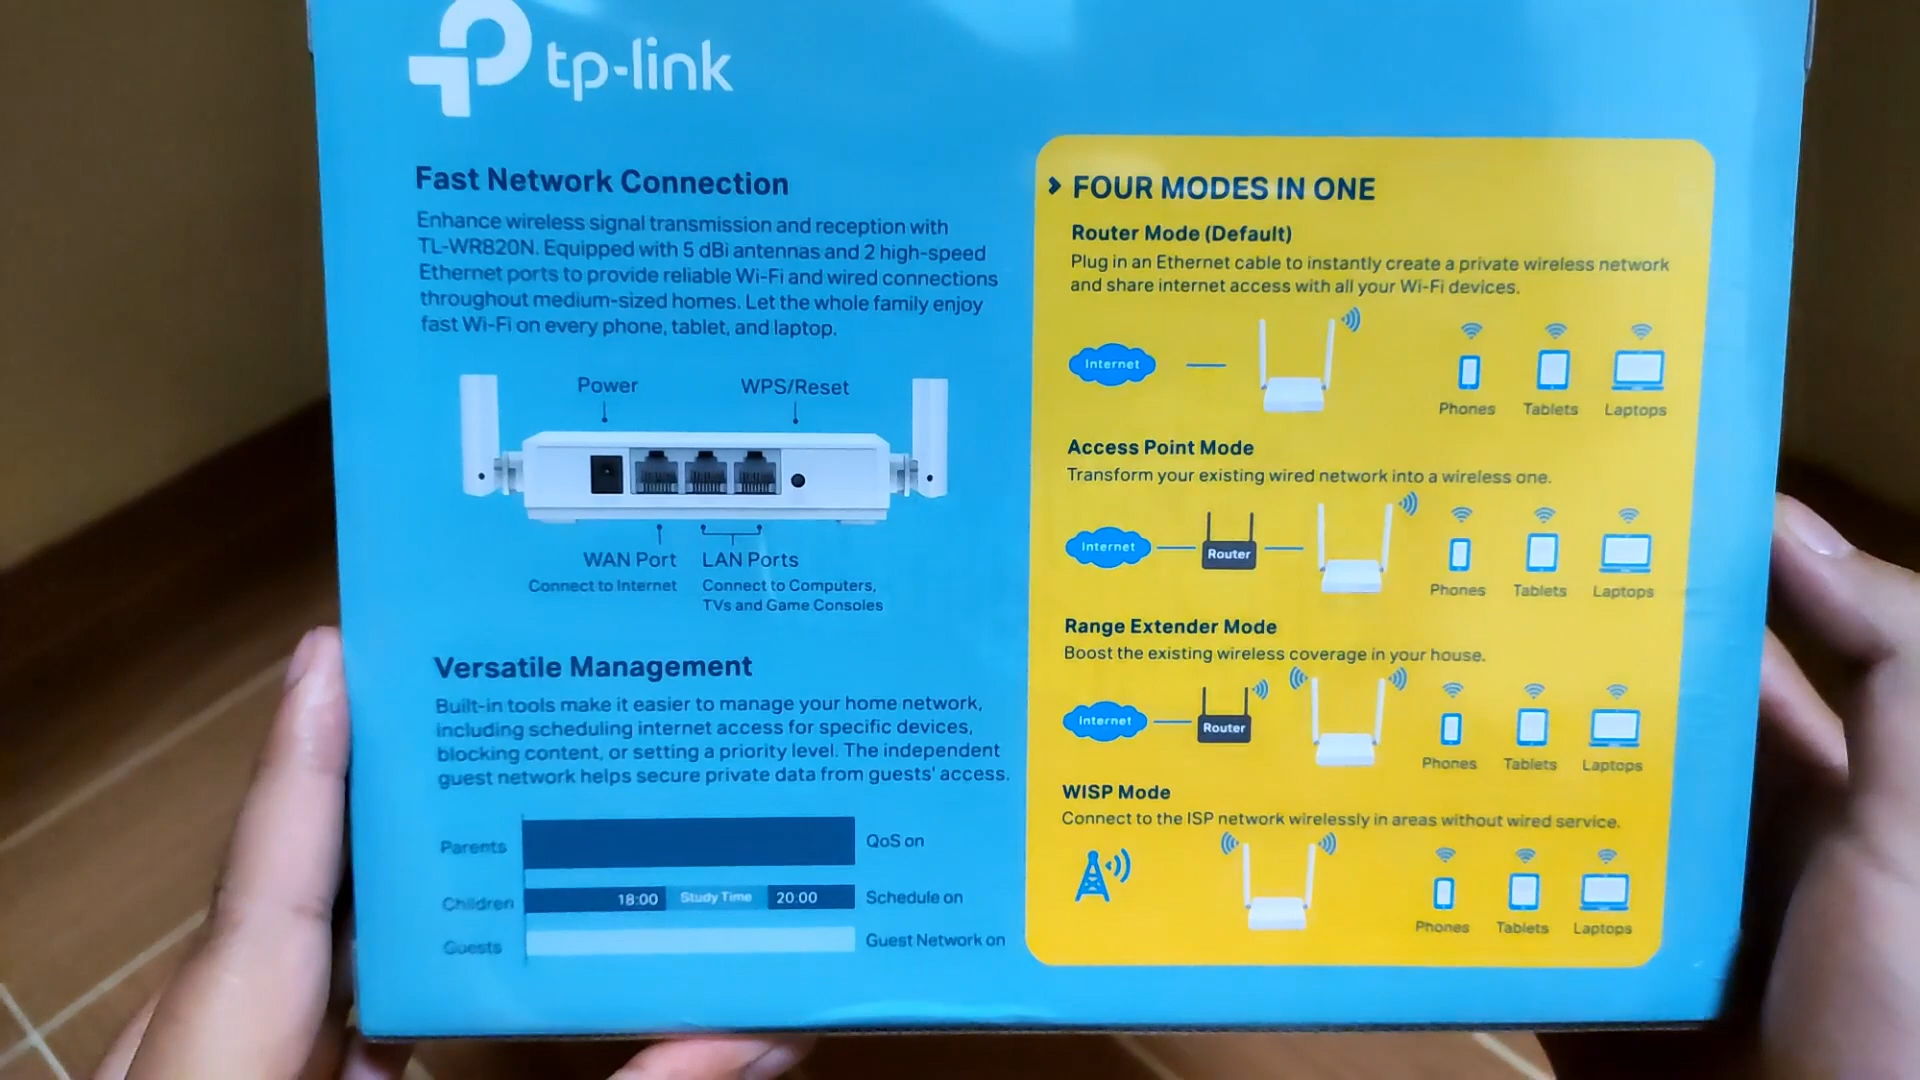 tp-link
Fast Network Connection
Enhance wireless signal transmission and reception with
TL-WR820N. Equipped with 5 dBi antennas and 2 high-speed
Ethernet ports to provide reliable Wi-Fi and wired connections
throughout medium-sized homes. Let the whole family enjoy
fast Wi-Fi on every phone, tablet, and laptop.
Power
WPS/Reset
WAN Port
Connect to Internet
LAN Ports
Connect to Computers,
TVs and Game Consoles
Versatile Management
Built-in tools make it easier to manage your home network,
including scheduling internet access for specific devices,
blocking content, or setting a priority level. The independent
guest network helps secure private data from guests' access.
Parents
QoS on
Children
18:00
Study Time
20:00
Schedule on
Guests
Guest Network on
FOUR MODES IN ONE
Router Mode (Default)
Plug in an Ethernet cable to instantly create a private wireless network
and share internet access with all your Wi-Fi devices.
Internet
Phones
Tablets
Laptops
Access Point Mode
Transform your existing wired network into a wireless one.
Internet
Router
Phones
Tablets
Laptops
Range Extender Mode
Boost the existing wireless coverage in your house.
Internet
Router
Phones
Tablets
Laptops
WISP Mode
Connect to the ISP network wirelessly in areas without wired service.
Phones
Tablets
Laptops